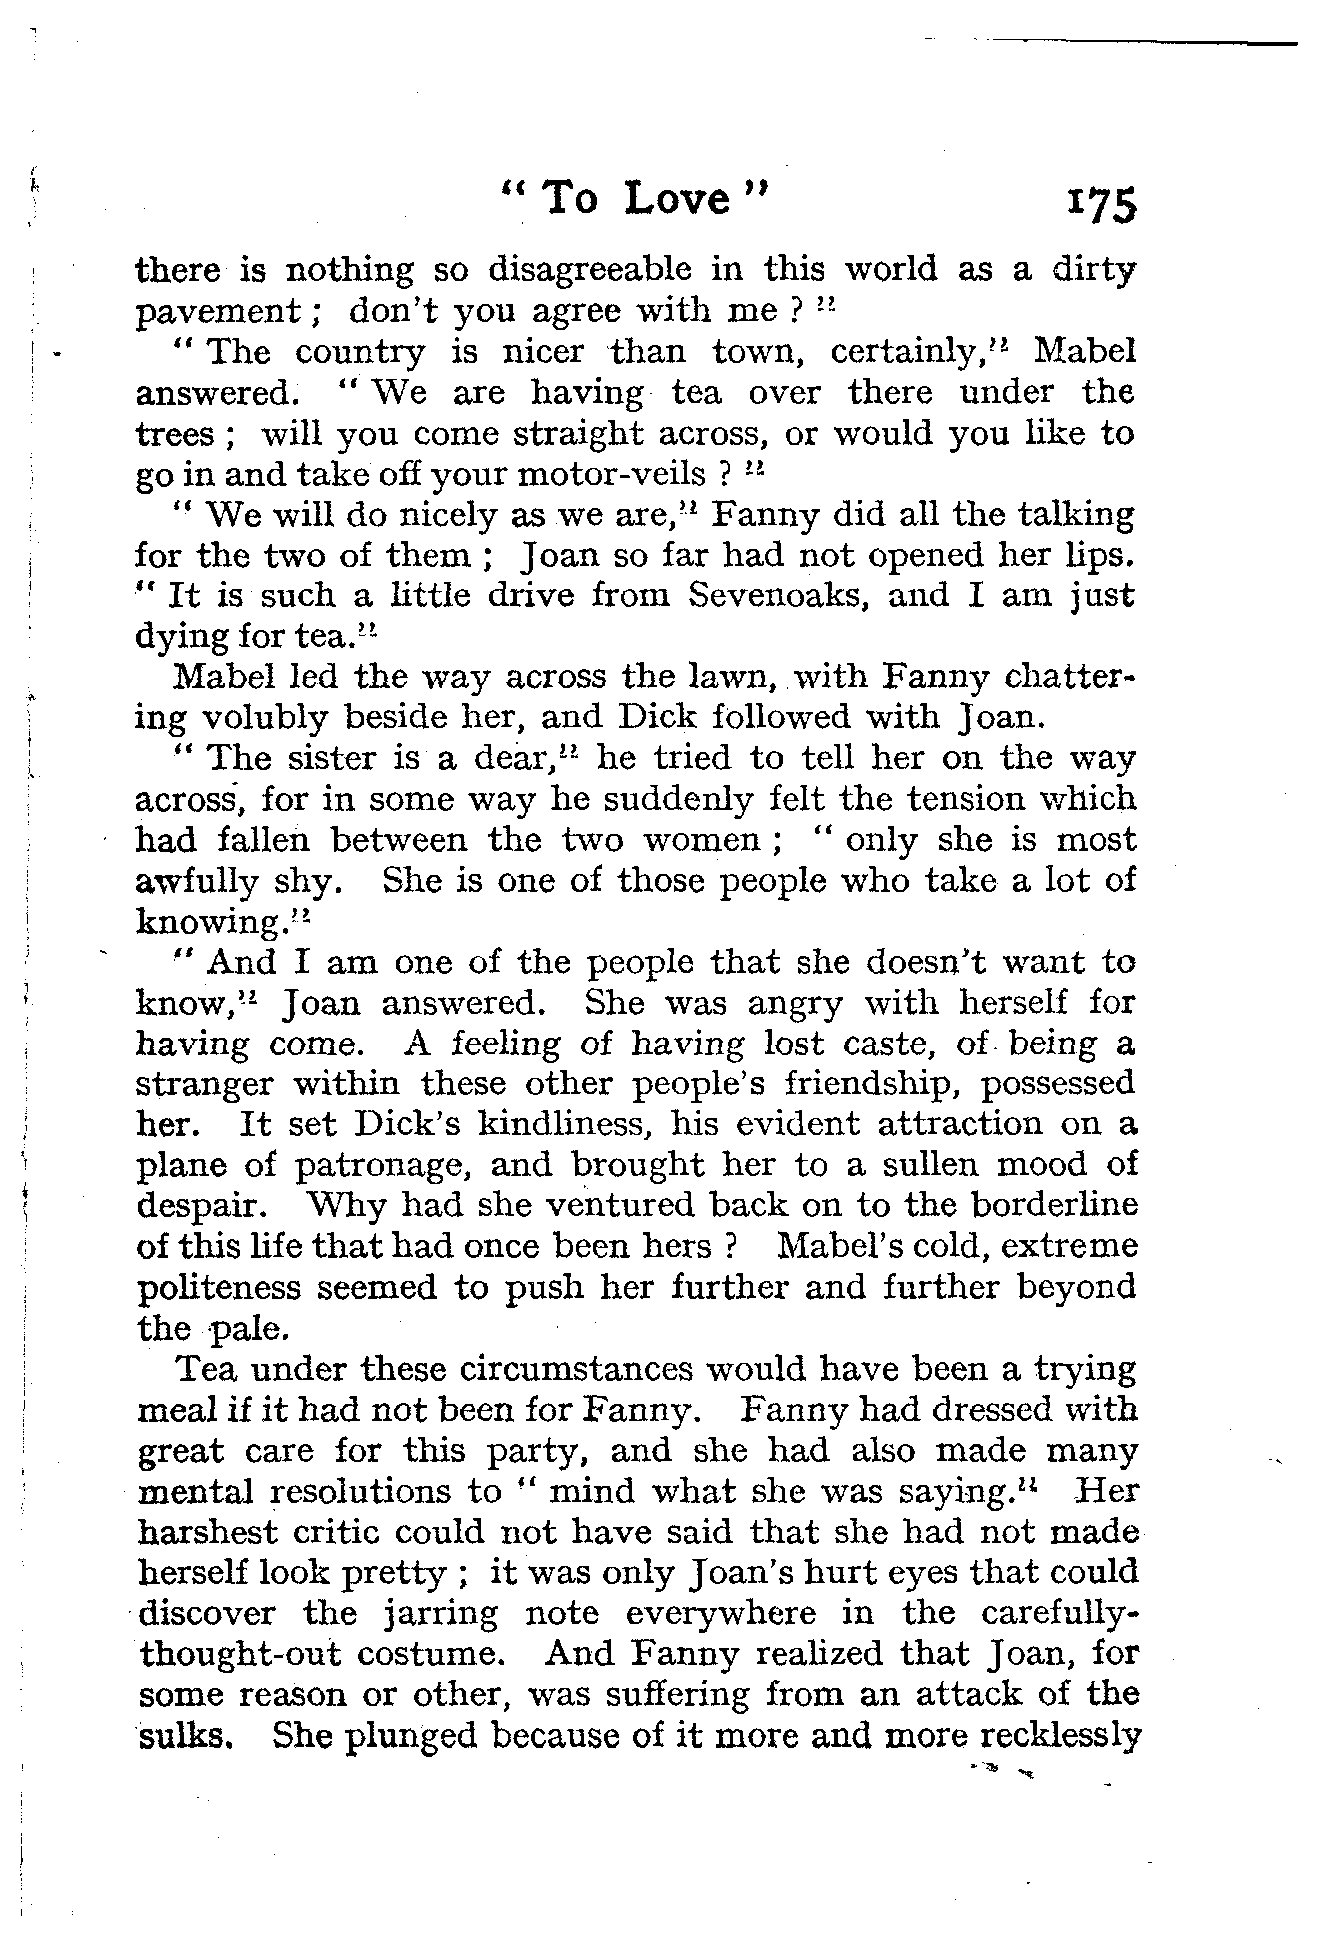 " To Love " 175
there is nothing so disagreeable in this world as a dirty
pavement ; don't you agree with me ? "
" The country is nicer than town, certainly," Mabel
answered. " We are having tea over there under the
trees ; will you come straight across, or would you like to
go in and take off your motor-veils ? "
" We will do nicely as we are," Fanny did all the talking
for the two of them ; Joan so far had not opened her lips.
" It is such a little drive from Sevenoaks, and I am just
dying for tea."
Mabel led the way across the lawn, with Fanny chatter-
ing volubly beside her, and Dick followed with Joan.
" The sister is a dear," he tried to tell her on the way
across, for in some way he suddenly felt the tension which
had fallen between the two women ; " only she is most
awfully shy. She is one of those people who take a lot of
knowing."
" And I am one of the people that she doesn't want to
know," Joan answered. She was angry with herself for
having come. A feeling of having lost caste, of being a
stranger within these other people's friendship, possessed
her. It set Dick's kindliness, his evident attraction on a
plane of patronage, and brought her to a sullen mood of
despair. Why had she ventured back on to the borderline
of this life that had once been hers ? Mabel's cold, extreme
politeness seemed to push her further and further beyond
the pale.
Tea under these circumstances would have been a trying
meal if it had not been for Fanny. Fanny had dressed with
great care for this party, and she had also made many
mental resolutions to " mind what she was saying." Her
harshest critic could not have said that she had not made
herself look pretty ; it was only Joan's hurt eyes that could
discover the jarring note everywhere in the carefully-
thought-out costume. And Fanny realized that Joan, for
some reason or other, was suffering from an attack of the
sulks. She plunged because of it more and more recklessly